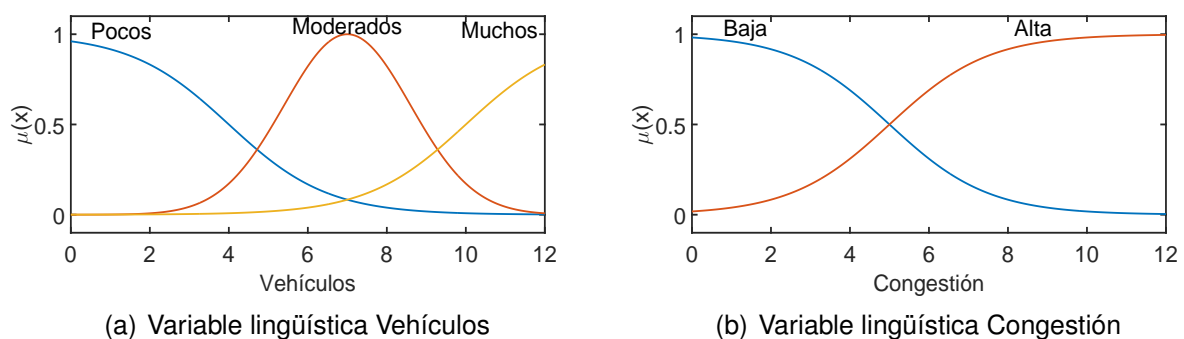 Pocos Moderados Muchos
1
0.5
0
μ(x)
0 2 4 6 8 10 12
Vehículos
(a) Variable lingüística Vehículos
Baja Alta
1
0.5
0
μ(x)
0 2 4 6 8 10 12
Congestión
(b) Variable lingüística Congestión